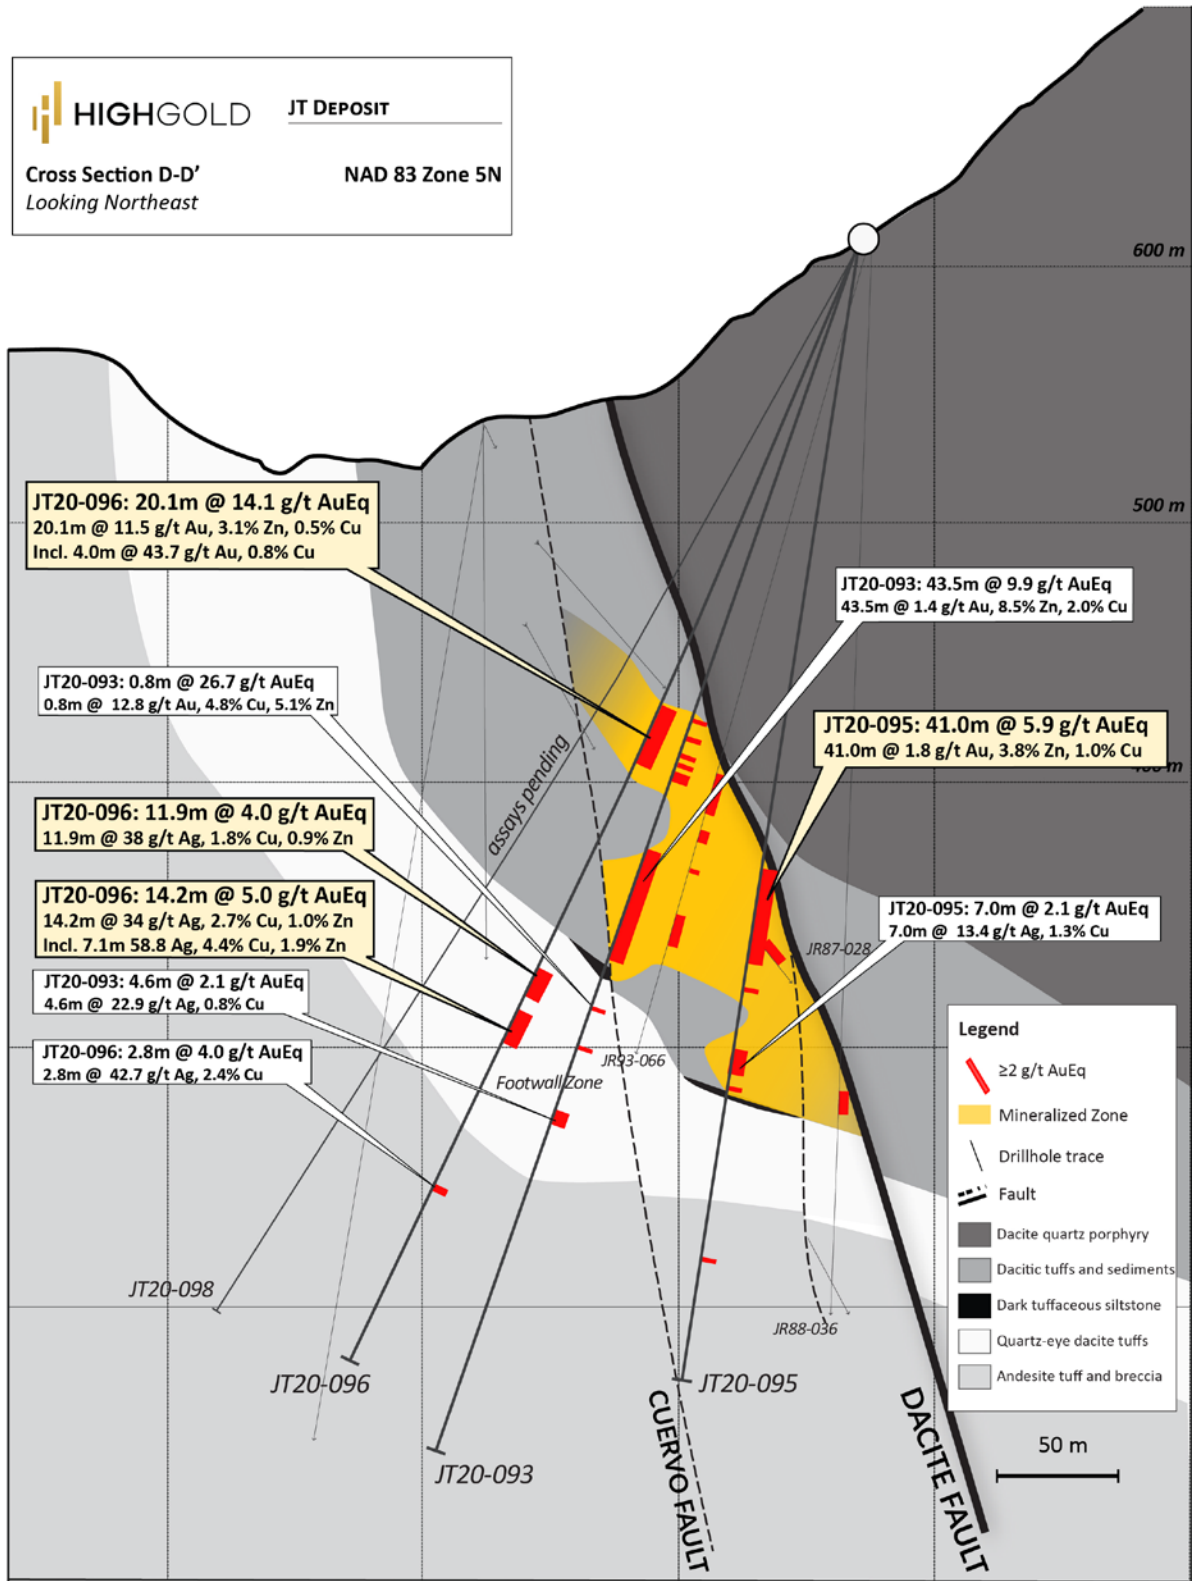 HIGHGOLD
JT DEPOSIT
Cross Section D-D’
NAD 83 Zone 5N
Looking Northeast
600 m
500 m
JT20-096: 20.1m @ 14.1 g/t AuEq
20.1m @ 11.5 g/t Au, 3.1% Zn, 0.5% Cu
Incl. 4.0m @ 43.7 g/t Au, 0.8% Cu
JT20-093: 43.5m @ 9.9 g/t AuEq
43.5m @ 1.4 g/t Au, 8.5% Zn, 2.0% Cu
JT20-093: 0.8m @ 26.7 g/t AuEq
0.8m @ 12.8 g/t Au, 4.8% Cu, 5.1% Zn
JT20-095: 41.0m @ 5.9 g/t AuEq
41.0m @ 1.8 g/t Au, 3.8% Zn, 1.0% Cu
400 m
assays pending
JT20-096: 11.9m @ 4.0 g/t AuEq
11.9m @ 38 g/t Ag, 1.8% Cu, 0.9% Zn
JT20-096: 14.2m @ 5.0 g/t AuEq
14.2m @ 34 g/t Ag, 2.7% Cu, 1.0% Zn
Incl. 7.1m 58.8 Ag, 4.4% Cu, 1.9% Zn
JT20-095: 7.0m @ 2.1 g/t AuEq
7.0m @ 13.4 g/t Ag, 1.3% Cu
JR87-028
JT20-093: 4.6m @ 2.1 g/t AuEq
4.6m @ 22.9 g/t Ag, 0.8% Cu
JT20-096: 2.8m @ 4.0 g/t AuEq
2.8m @ 42.7 g/t Ag, 2.4% Cu
JR93-066
Footwall Zone
Legend
≥2 g/t AuEq
Mineralized Zone
Drillhole trace
Fault
Dacite quartz porphyry
Dacitic tuffs and sediments
Dark tuffaceous siltstone
Quartz-eye dacite tuffs
Andesite tuff and breccia
JT20-098
JR88-036
JT20-096
JT20-095
JT20-093
CUERVO FAULT
DACITE FAULT
50 m